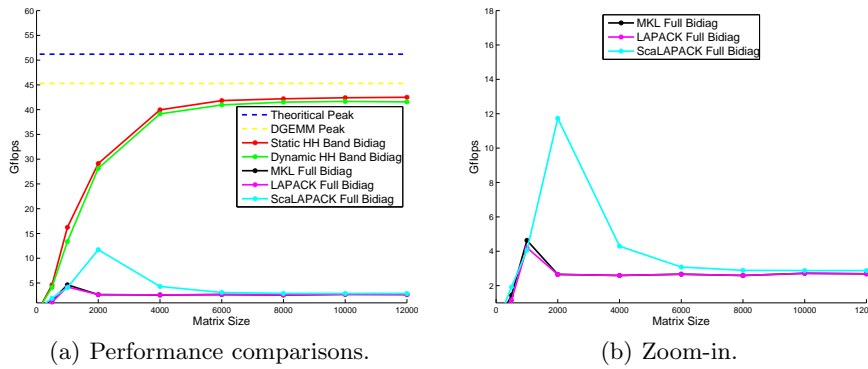 60
55
50
45
40
35
30
25
20
15
10
5
Gflops
Theoritical Peak
DGEMM Peak
Static HH Band Bidiag
Dynamic HH Band Bidiag
MKL Full Bidiag
LAPACK Full Bidiag
ScaLAPACK Full Bidiag
0 2000 4000 6000 8000 10000 12000
Matrix Size
(a) Performance comparisons.
18
16
14
12
10
8
6
4
2
Gflops
MKL Full Bidiag
LAPACK Full Bidiag
ScaLAPACK Full Bidiag
0 2000 4000 6000 8000 10000 1200
Matrix Size
(b) Zoom-in.